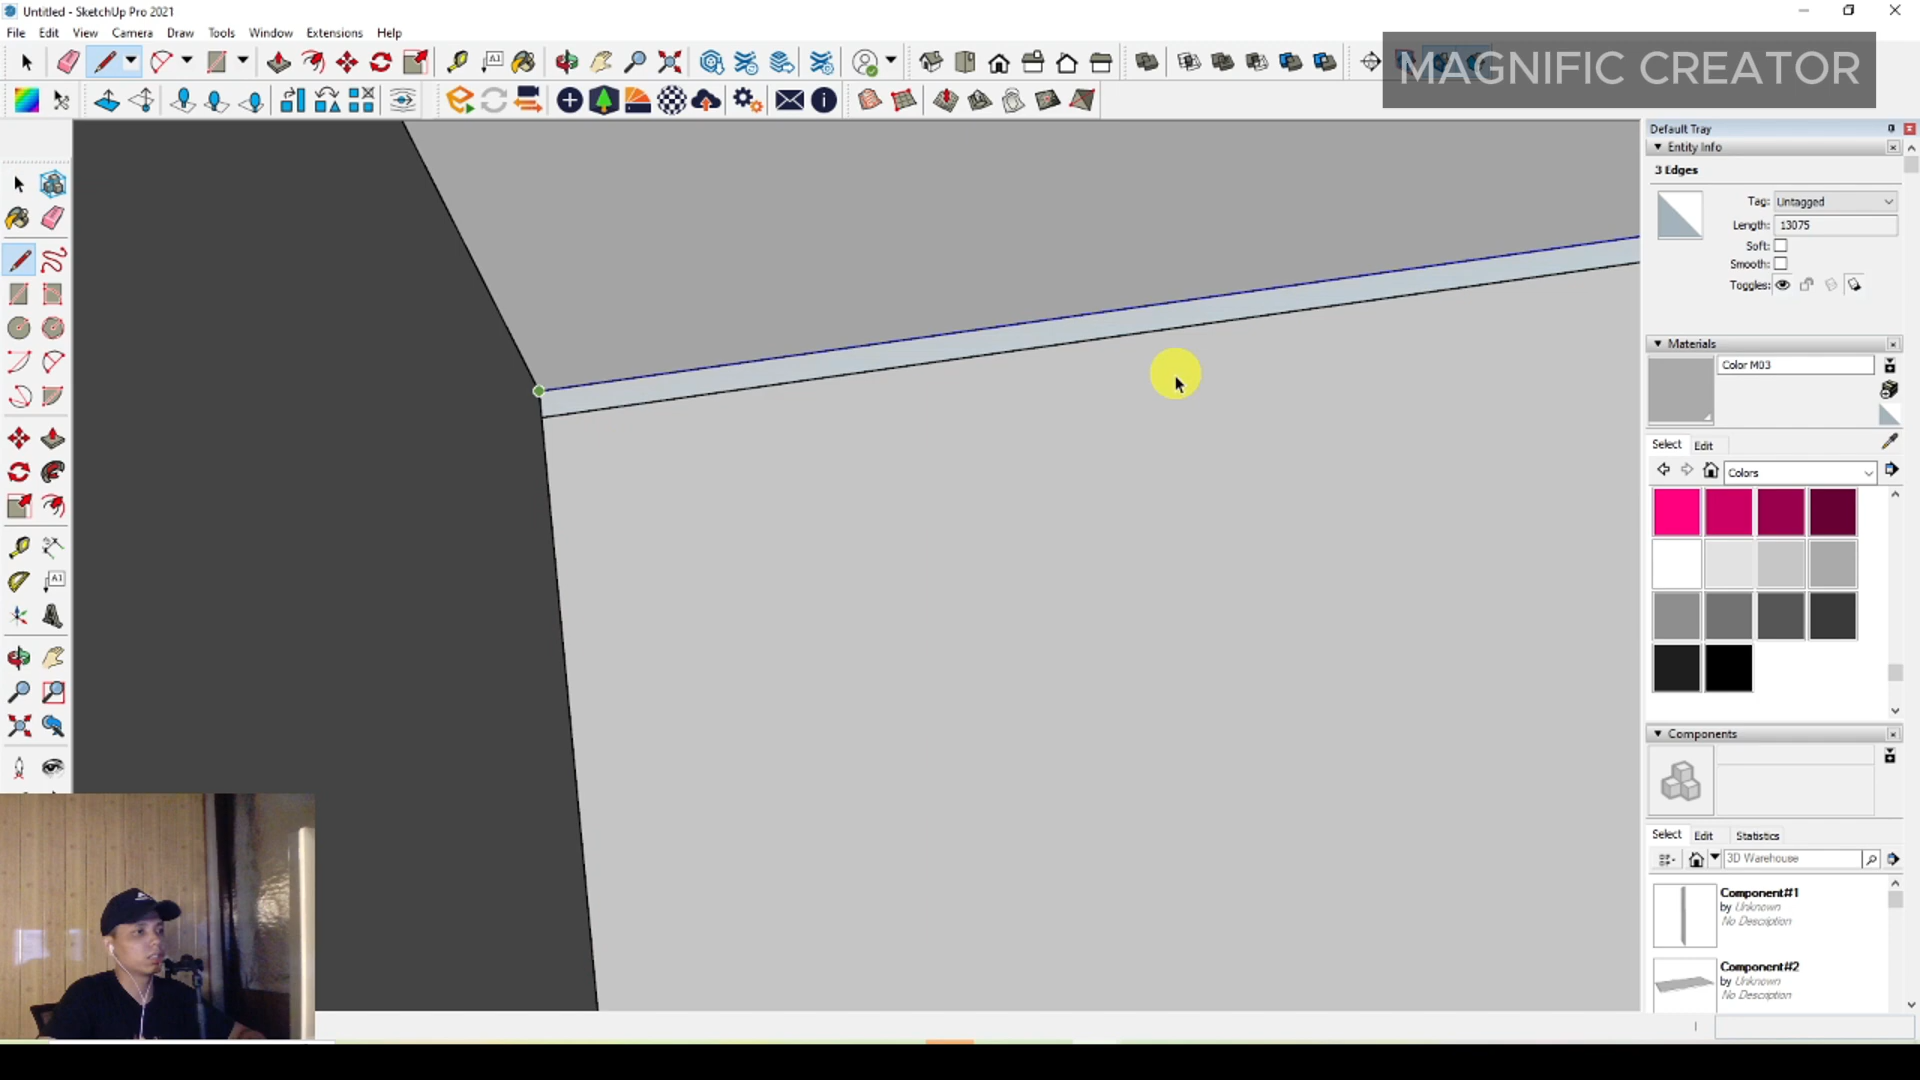 Untitled - SketchUp Pro 2021
File Edit View Camera Draw Tools Window Extensions Help
MAGNIFIC CREATOR
Default Tray
Entity Info
3 Edges
Tag: Untagged
Length: 13075
Soft:
Smooth:
Toggles:
Materials
Color M03
Select Edit
Colors
Components
Select Edit Statistics
3D Warehouse
Component#1
by Unknown
No Description
Component#2
by Unknown
No Description